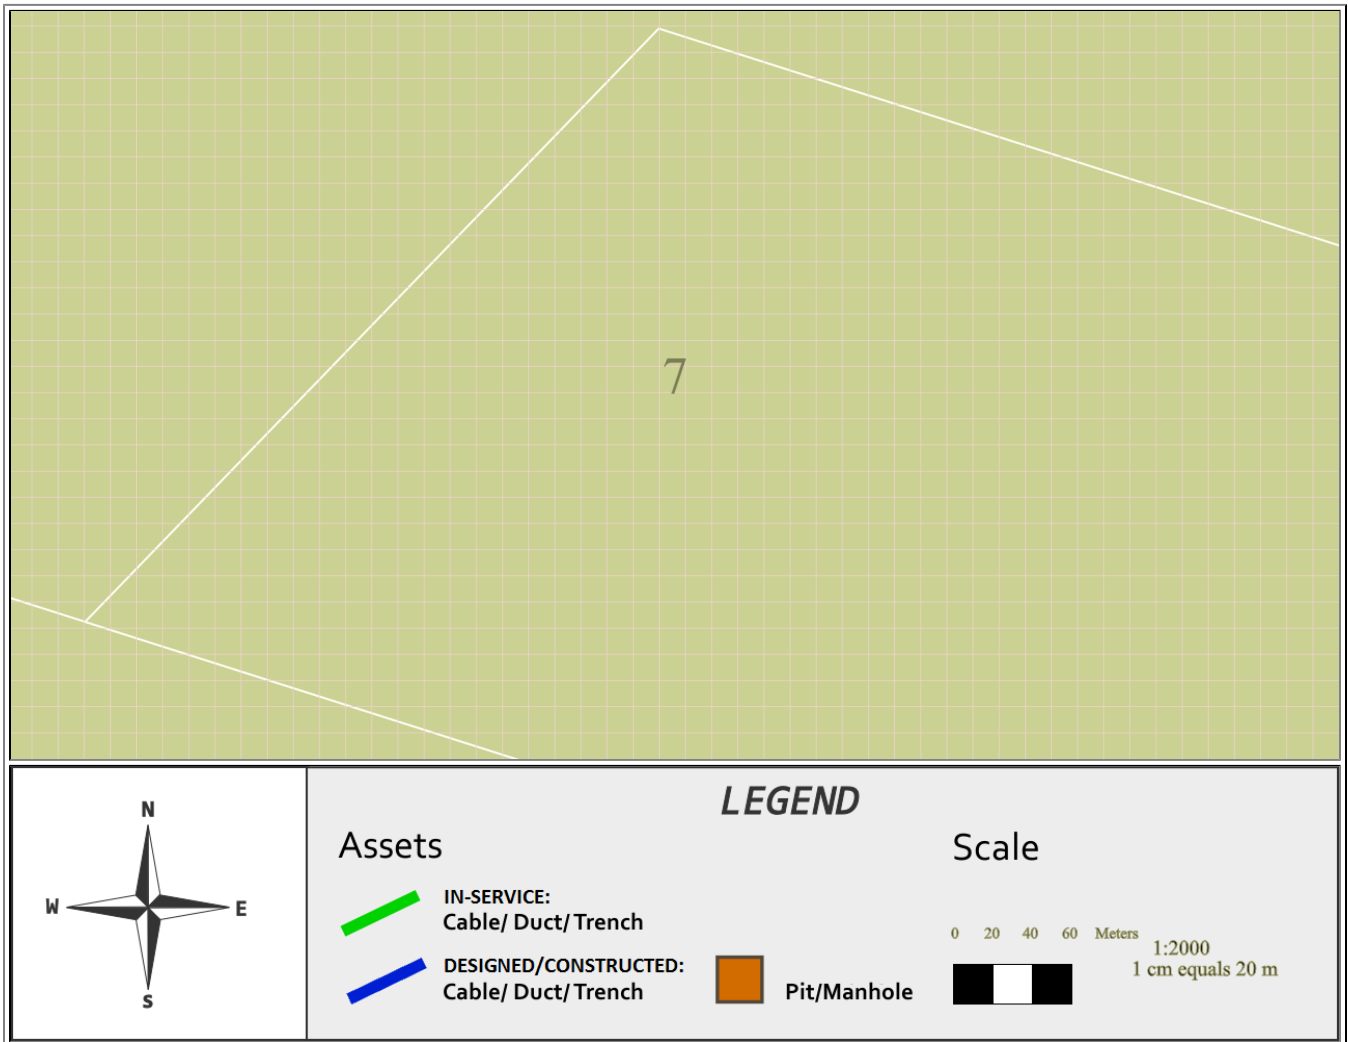 7
N
W
E
S
LEGEND
Assets
IN-SERVICE:
Cable/ Duct/ Trench
DESIGNED/CONSTRUCTED:
Cable/ Duct/ Trench
Pit/Manhole
Scale
0 20 40 60 Meters
1:2000
1 cm equals 20 m